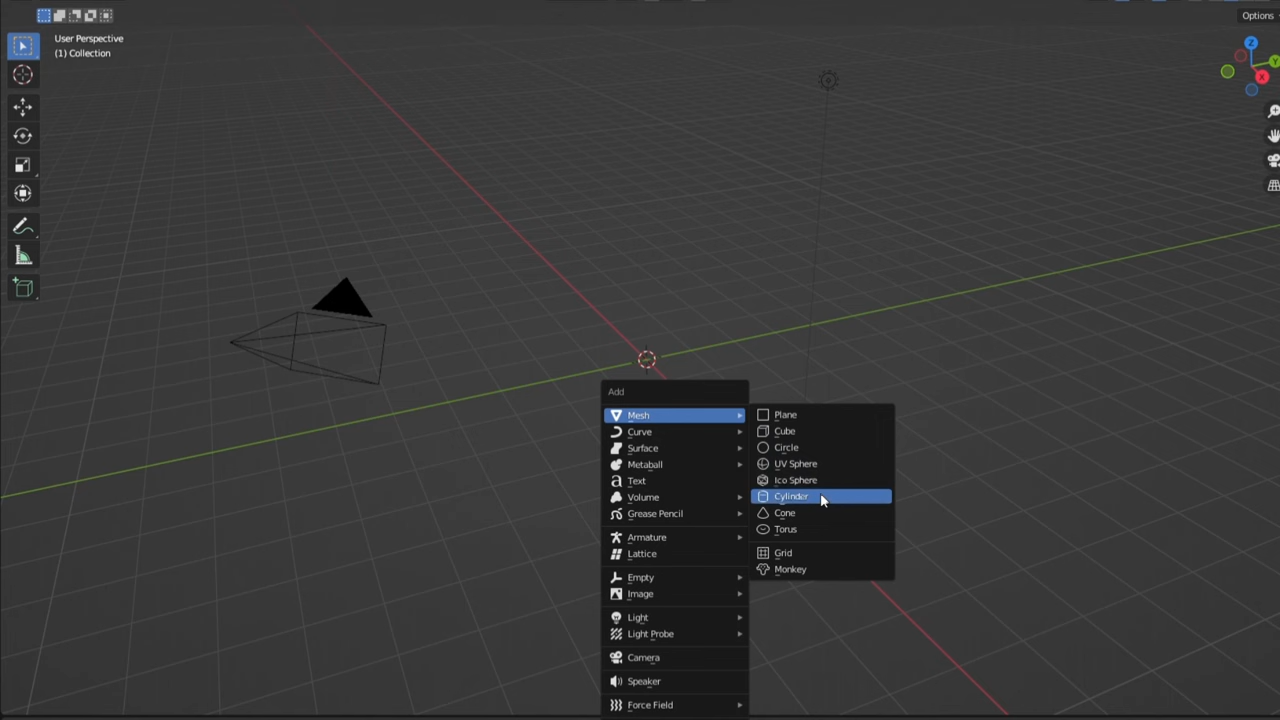 Options
User Perspective
(1) Collection
Z
Y
X
Add
Mesh
Curve
Surface
Metaball
Text
Volume
Grease Pencil
Armature
Lattice
Empty
Image
Light
Light Probe
Camera
Speaker
Force Field
Plane
Cube
Circle
UV Sphere
Ico Sphere
Cylinder
Cone
Torus
Grid
Monkey